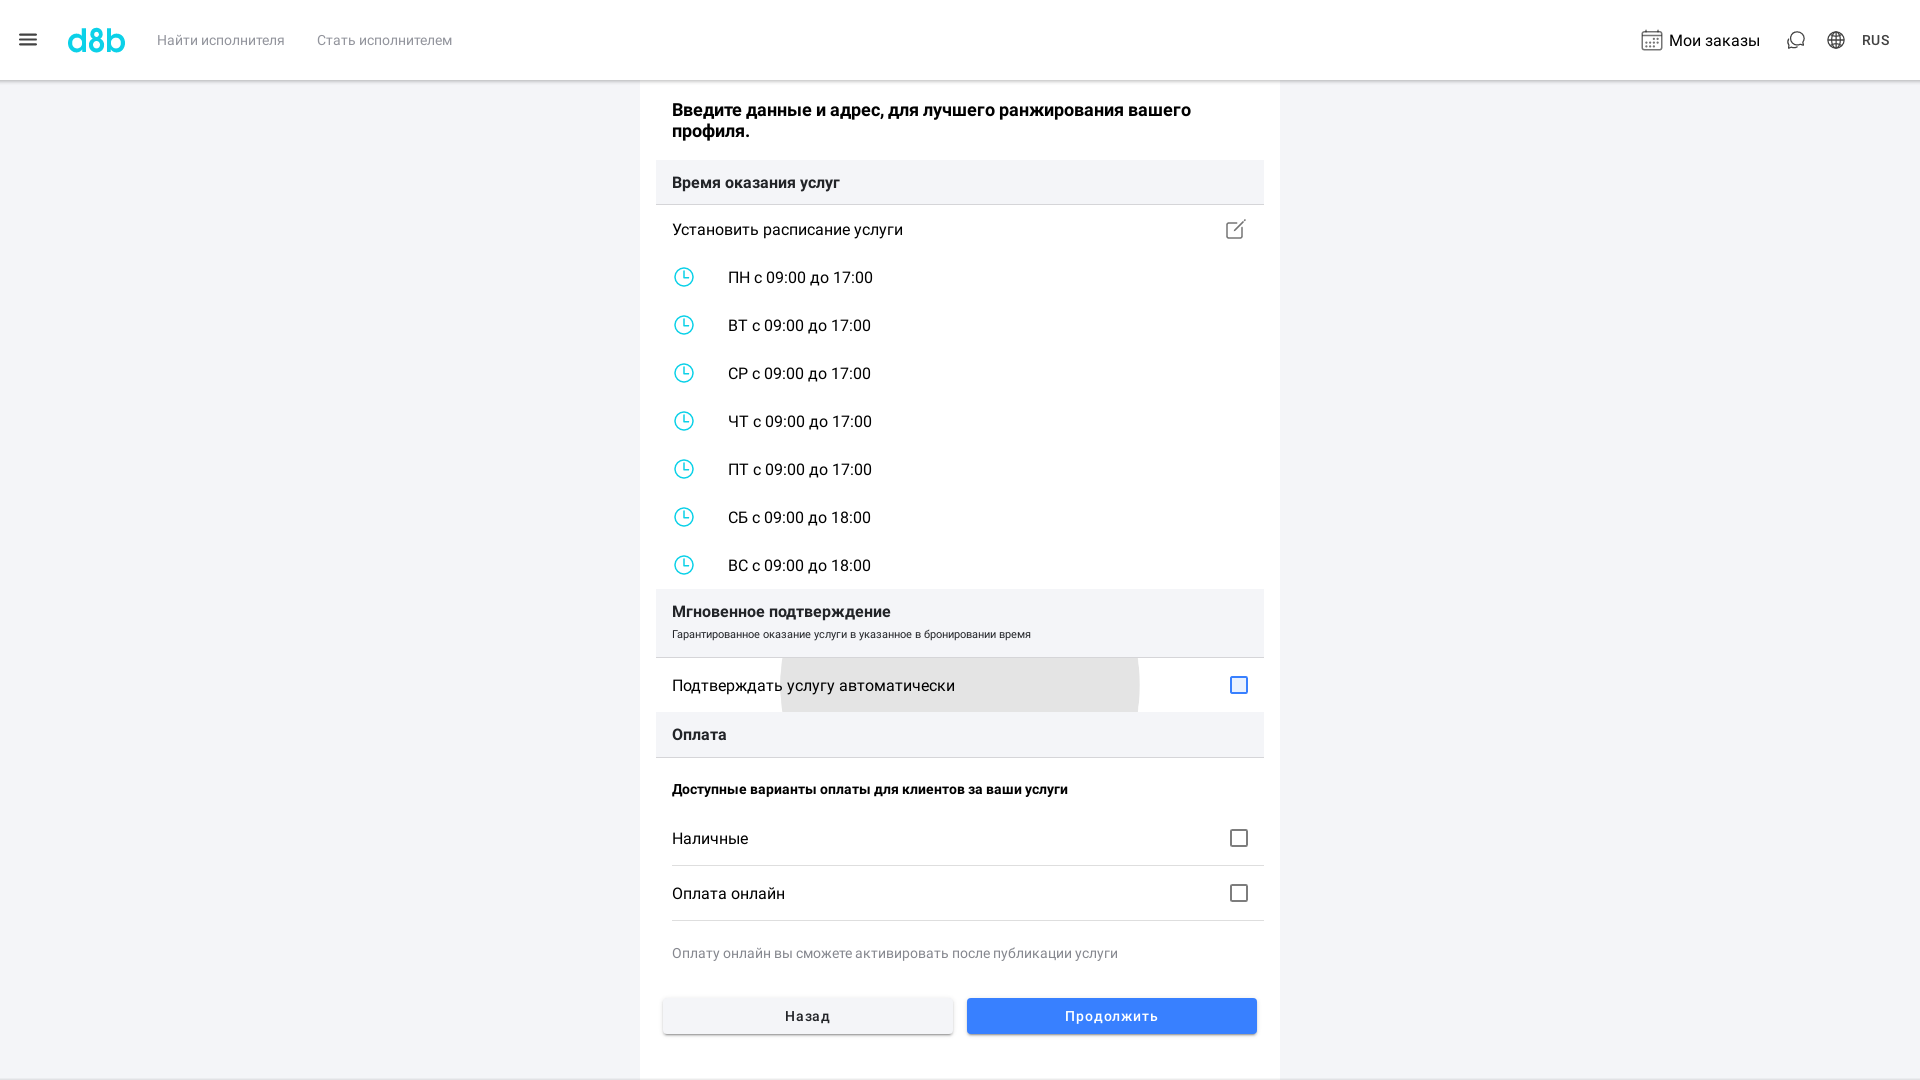 d8b
Найти исполнителя
Стать исполнителем
Мои заказы
RUS
Введите данные и адрес, для лучшего ранжирования вашего
профиля.
Время оказания услуг
Установить расписание услуги
ПН с 09:00 до 17:00
ВТ с 09:00 до 17:00
СР с 09:00 до 17:00
ЧТ с 09:00 до 17:00
ПТ с 09:00 до 17:00
СБ с 09:00 до 18:00
ВС с 09:00 до 18:00
Мгновенное подтверждение
Гарантированное оказание услуги в указанное в бронировании время
Подтверждать услугу автоматически
Оплата
Доступные варианты оплаты для клиентов за ваши услуги
Наличные
Оплата онлайн
Оплату онлайн вы сможете активировать после публикации услуги
Назад
Продолжить